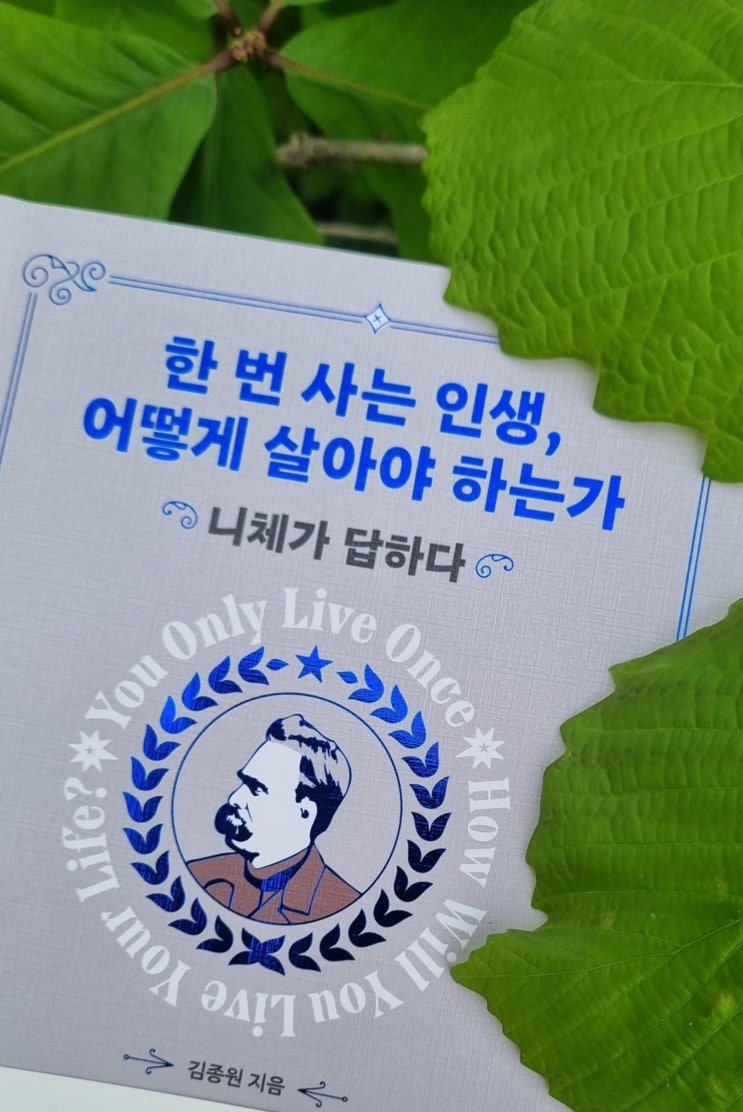 한 번 사는 인생,
어떻게 살아야 하는가
니체가 답하다
You Only Live Once
How Will You Live Your Life?
김종원 지음